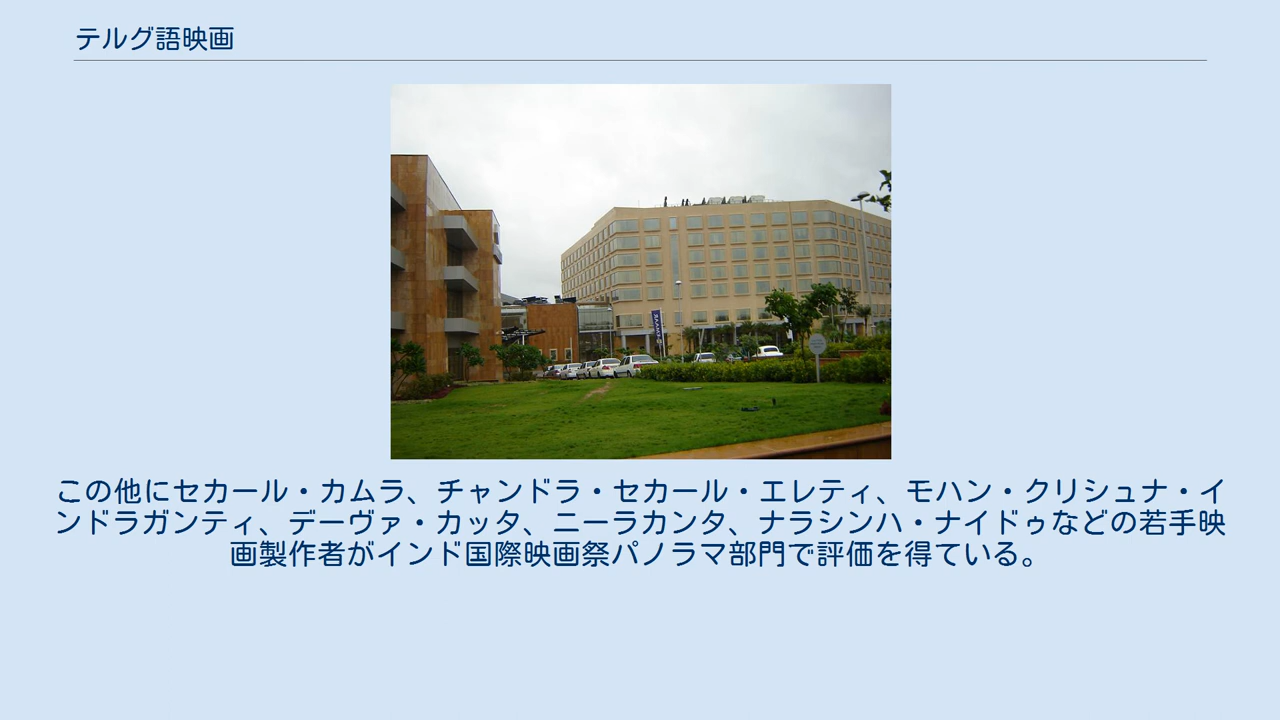 テルグ語映画
この他にセカール・カムラ、チャンドラ・セカール・エレティ、モハン・クリシュナ・イ
ンドラガンティ、デーヴァ・カッタ、ニーラカンタ、ナラシンハ・ナイドゥなどの若手映
画製作者がインド国際映画祭パノラマ部門で評価を得ている。